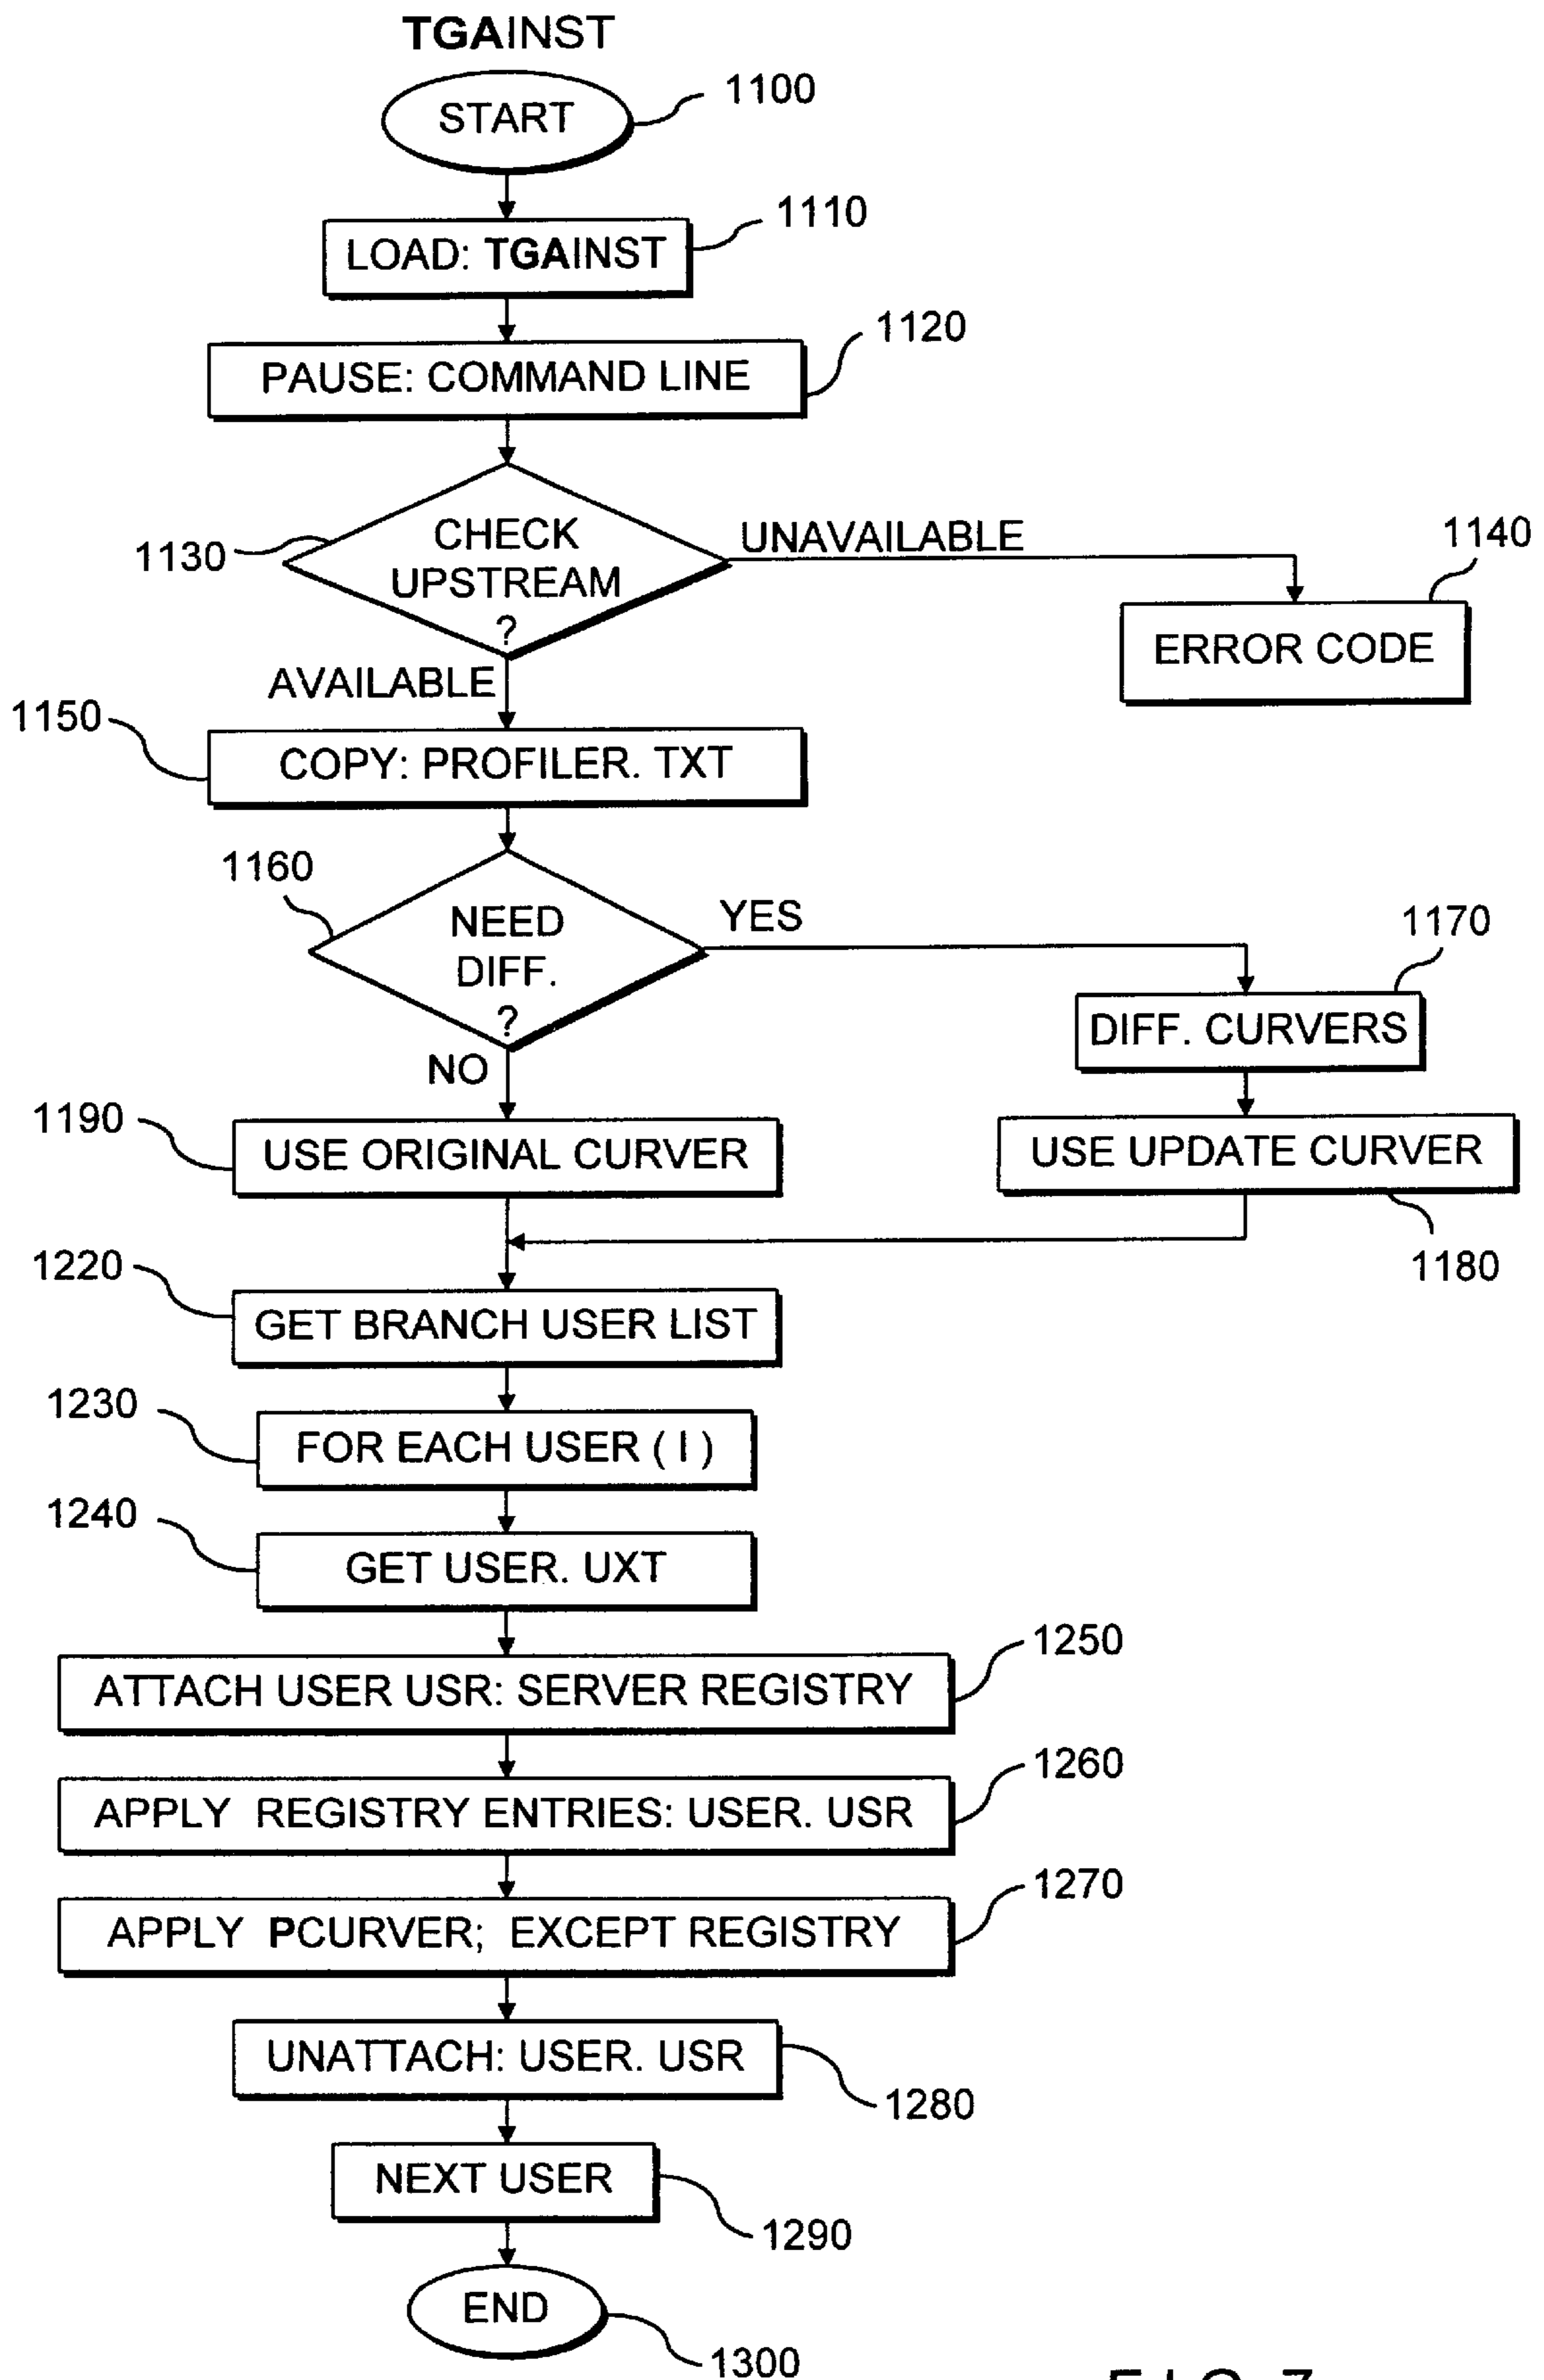 TGAINST
START
1100
LOAD: TGAINST
1110
PAUSE: COMMAND LINE
1120
1130
CHECK
UPSTREAM
?
UNAVAILABLE
1140
ERROR CODE
AVAILABLE
1150
COPY: PROFILER. TXT
1160
NEED
DIFF.
?
YES
1170
DIFF. CURVERS
NO
1190
USE ORIGINAL CURVER
USE UPDATE CURVER
1180
1220
GET BRANCH USER LIST
1230
FOR EACH USER ( I )
1240
GET USER. UXT
1250
ATTACH USER USR: SERVER REGISTRY
1260
APPLY REGISTRY ENTRIES: USER. USR
1270
APPLY PCURVER; EXCEPT REGISTRY
UNATTACH: USER. USR
1280
NEXT USER
1290
END
1300